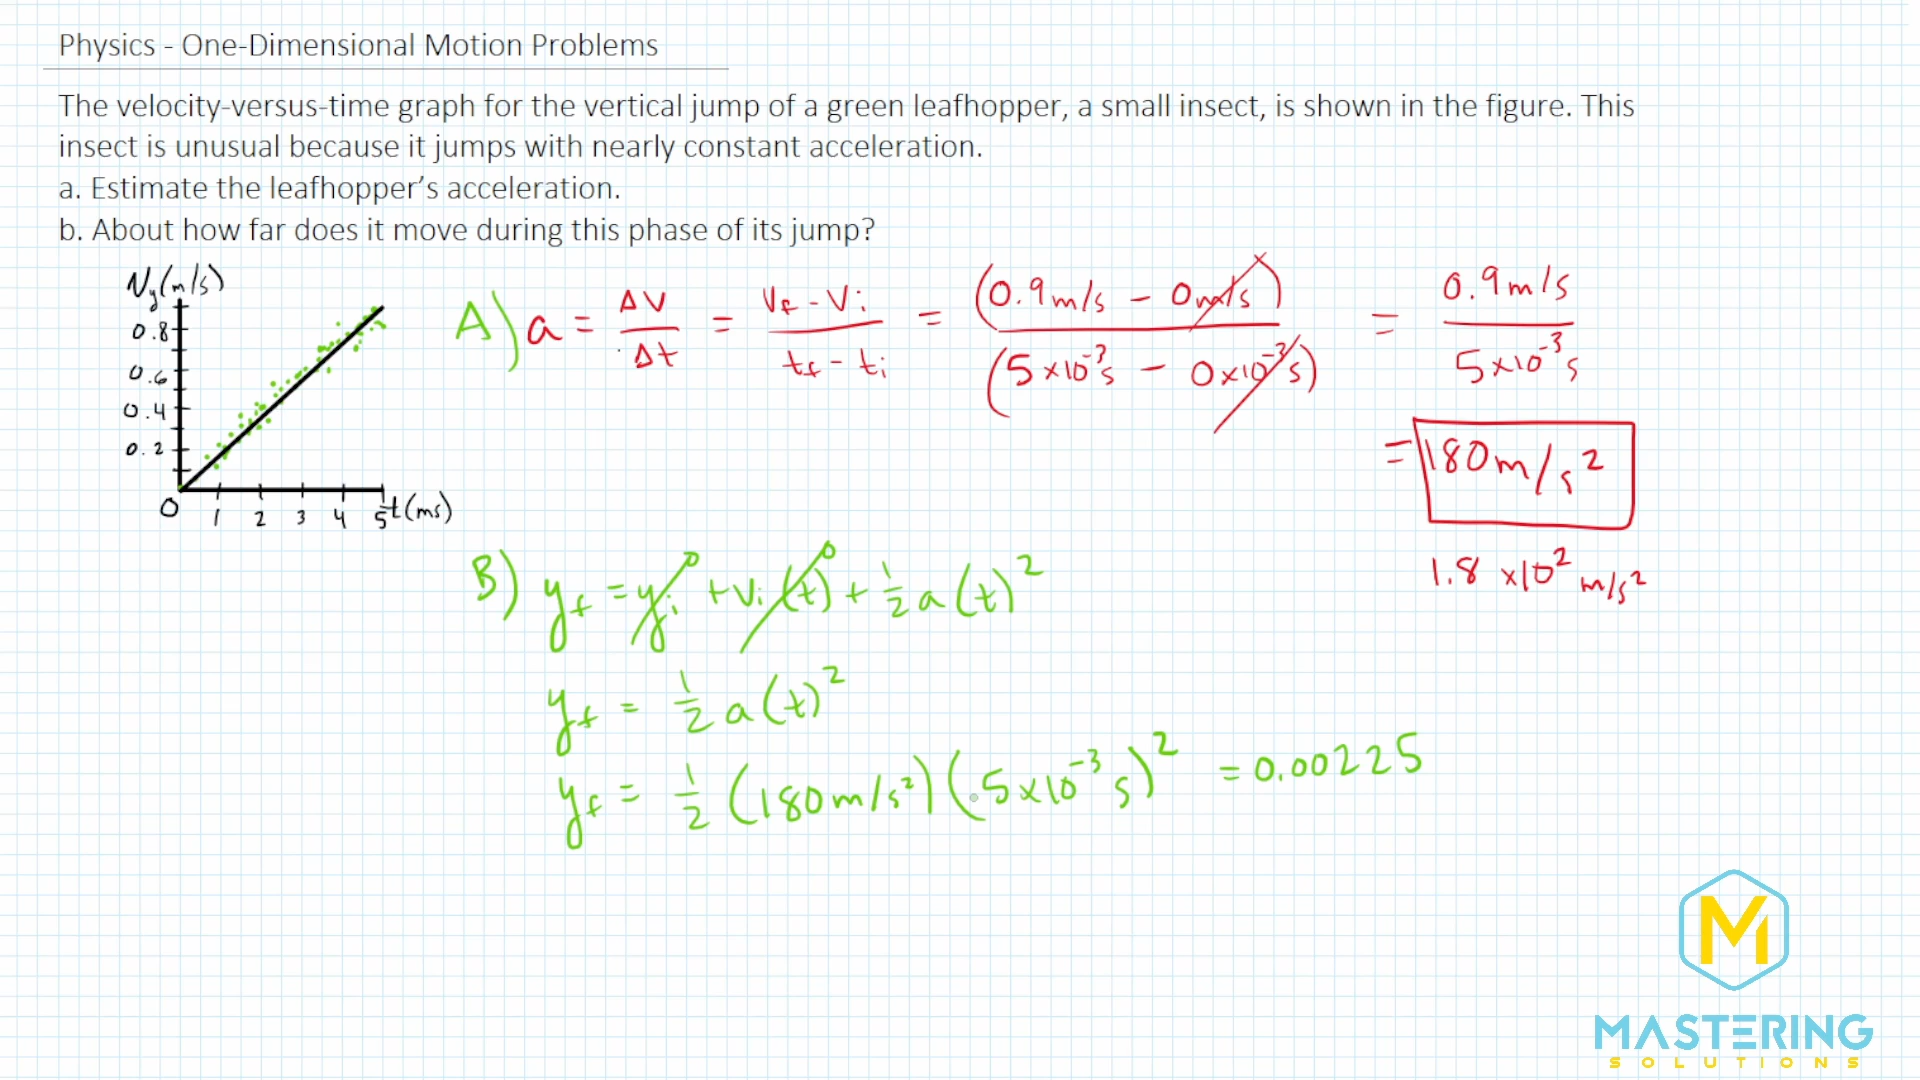 Physics - One-Dimensional Motion Problems
The velocity-versus-time graph for the vertical jump of a green leafhopper, a small insect, is shown in the figure. This
insect is unusual because it jumps with nearly constant acceleration.
a. Estimate the leafhopper’s acceleration.
b. About how far does it move during this phase of its jump?
Vy(m/s)
0.8
0.6
0.4
0.2
0 1 2 3 4 5 t(ms)
A) a = ΔV/Δt = (Vf - Vi)/(tf - ti) = (0.9m/s - 0m/s)/(5×10⁻³s - 0×10⁻³s) = 0.9m/s / 5×10⁻³s
= 180m/s²
1.8 ×10² m/s²
B) yf = yi⁰ + Vi(t)⁰ + ½a(t)²
yf = ½a(t)²
yf = ½(180m/s²)(.5×10⁻³s)² = 0.00225
M
MASTERING
SOLUTIONS